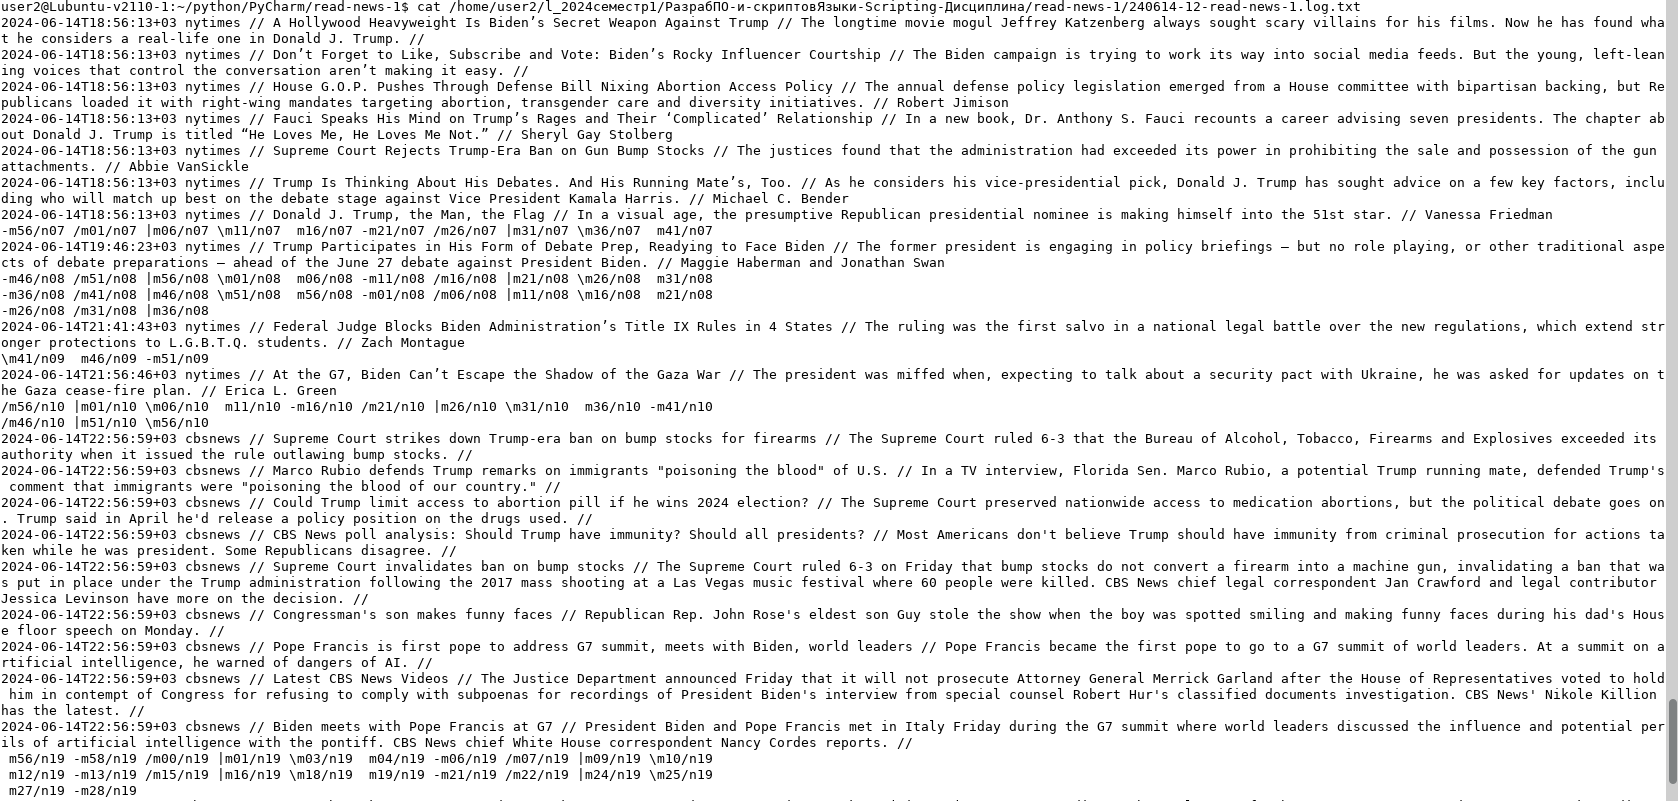 user2@Lubuntu-v2110-1:~/python/PyCharm/read-news-1$ cat /home/user2/l_2024семестр1/РазрабПО-и-скриптовЯзыки-Scripting-Дисциплина/read-news-1/240614-12-read-news-1.log.txt
2024-06-14T18:56:13+03 nytimes // A Hollywood Heavyweight Is Biden’s Secret Weapon Against Trump // The longtime movie mogul Jeffrey Katzenberg always sought scary villains for his films. Now he has found wha
t he considers a real-life one in Donald J. Trump. //
2024-06-14T18:56:13+03 nytimes // Don’t Forget to Like, Subscribe and Vote: Biden’s Rocky Influencer Courtship // The Biden campaign is trying to work its way into social media feeds. But the young, left-lean
ing voices that control the conversation aren’t making it easy. //
2024-06-14T18:56:13+03 nytimes // House G.O.P. Pushes Through Defense Bill Nixing Abortion Access Policy // The annual defense policy legislation emerged from a House committee with bipartisan backing, but Re
publicans loaded it with right-wing mandates targeting abortion, transgender care and diversity initiatives. // Robert Jimison
2024-06-14T18:56:13+03 nytimes // Fauci Speaks His Mind on Trump’s Rages and Their ‘Complicated’ Relationship // In a new book, Dr. Anthony S. Fauci recounts a career advising seven presidents. The chapter ab
out Donald J. Trump is titled “He Loves Me, He Loves Me Not.” // Sheryl Gay Stolberg
2024-06-14T18:56:13+03 nytimes // Supreme Court Rejects Trump-Era Ban on Gun Bump Stocks // The justices found that the administration had exceeded its power in prohibiting the sale and possession of the gun
attachments. // Abbie VanSickle
2024-06-14T18:56:13+03 nytimes // Trump Is Thinking About His Debates. And His Running Mate’s, Too. // As he considers his vice-presidential pick, Donald J. Trump has sought advice on a few key factors, inclu
ding who will match up best on the debate stage against Vice President Kamala Harris. // Michael C. Bender
2024-06-14T18:56:13+03 nytimes // Donald J. Trump, the Man, the Flag // In a visual age, the presumptive Republican presidential nominee is making himself into the 51st star. // Vanessa Friedman
-m56/n07 /m01/n07 |m06/n07 \m11/n07  m16/n07 -m21/n07 /m26/n07 |m31/n07 \m36/n07  m41/n07
2024-06-14T19:46:23+03 nytimes // Trump Participates in His Form of Debate Prep, Readying to Face Biden // The former president is engaging in policy briefings — but no role playing, or other traditional aspe
cts of debate preparations — ahead of the June 27 debate against President Biden. // Maggie Haberman and Jonathan Swan
-m46/n08 /m51/n08 |m56/n08 \m01/n08  m06/n08 -m11/n08 /m16/n08 |m21/n08 \m26/n08  m31/n08
-m36/n08 /m41/n08 |m46/n08 \m51/n08  m56/n08 -m01/n08 /m06/n08 |m11/n08 \m16/n08  m21/n08
-m26/n08 /m31/n08 |m36/n08
2024-06-14T21:41:43+03 nytimes // Federal Judge Blocks Biden Administration’s Title IX Rules in 4 States // The ruling was the first salvo in a national legal battle over the new regulations, which extend str
onger protections to L.G.B.T.Q. students. // Zach Montague
\m41/n09  m46/n09 -m51/n09
2024-06-14T21:56:46+03 nytimes // At the G7, Biden Can’t Escape the Shadow of the Gaza War // The president was miffed when, expecting to talk about a security pact with Ukraine, he was asked for updates on t
he Gaza cease-fire plan. // Erica L. Green
/m56/n10 |m01/n10 \m06/n10  m11/n10 -m16/n10 /m21/n10 |m26/n10 \m31/n10  m36/n10 -m41/n10
/m46/n10 |m51/n10 \m56/n10
2024-06-14T22:56:59+03 cbsnews // Supreme Court strikes down Trump-era ban on bump stocks for firearms // The Supreme Court ruled 6-3 that the Bureau of Alcohol, Tobacco, Firearms and Explosives exceeded its
authority when it issued the rule outlawing bump stocks. //
2024-06-14T22:56:59+03 cbsnews // Marco Rubio defends Trump remarks on immigrants "poisoning the blood" of U.S. // In a TV interview, Florida Sen. Marco Rubio, a potential Trump running mate, defended Trump's
 comment that immigrants were "poisoning the blood of our country." //
2024-06-14T22:56:59+03 cbsnews // Could Trump limit access to abortion pill if he wins 2024 election? // The Supreme Court preserved nationwide access to medication abortions, but the political debate goes on
. Trump said in April he'd release a policy position on the drugs used. //
2024-06-14T22:56:59+03 cbsnews // CBS News poll analysis: Should Trump have immunity? Should all presidents? // Most Americans don't believe Trump should have immunity from criminal prosecution for actions ta
ken while he was president. Some Republicans disagree. //
2024-06-14T22:56:59+03 cbsnews // Supreme Court invalidates ban on bump stocks // The Supreme Court ruled 6-3 on Friday that bump stocks do not convert a firearm into a machine gun, invalidating a ban that wa
s put in place under the Trump administration following the 2017 mass shooting at a Las Vegas music festival where 60 people were killed. CBS News chief legal correspondent Jan Crawford and legal contributor
Jessica Levinson have more on the decision. //
2024-06-14T22:56:59+03 cbsnews // Congressman's son makes funny faces // Republican Rep. John Rose's eldest son Guy stole the show when the boy was spotted smiling and making funny faces during his dad's Hous
e floor speech on Monday. //
2024-06-14T22:56:59+03 cbsnews // Pope Francis is first pope to address G7 summit, meets with Biden, world leaders // Pope Francis became the first pope to go to a G7 summit of world leaders. At a summit on a
rtificial intelligence, he warned of dangers of AI. //
2024-06-14T22:56:59+03 cbsnews // Latest CBS News Videos // The Justice Department announced Friday that it will not prosecute Attorney General Merrick Garland after the House of Representatives voted to hold
 him in contempt of Congress for refusing to comply with subpoenas for recordings of President Biden's interview from special counsel Robert Hur's classified documents investigation. CBS News' Nikole Killion
has the latest. //
2024-06-14T22:56:59+03 cbsnews // Biden meets with Pope Francis at G7 // President Biden and Pope Francis met in Italy Friday during the G7 summit where world leaders discussed the influence and potential per
ils of artificial intelligence with the pontiff. CBS News chief White House correspondent Nancy Cordes reports. //
 m56/n19 -m58/n19 /m00/n19 |m01/n19 \m03/n19  m04/n19 -m06/n19 /m07/n19 |m09/n19 \m10/n19
 m12/n19 -m13/n19 /m15/n19 |m16/n19 \m18/n19  m19/n19 -m21/n19 /m22/n19 |m24/n19 \m25/n19
 m27/n19 -m28/n19